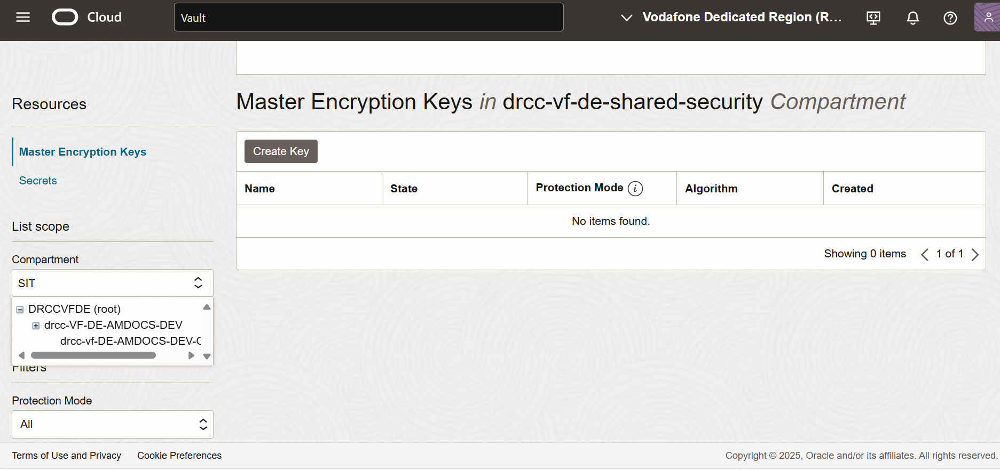 Cloud
Vault
Vodafone Dedicated Region (R...
Resources
Master Encryption Keys
Secrets
List scope
Compartment
SIT
DRCCVFDE (root)
drcc-VF-DE-AMDOCS-DEV
drcc-vf-DE-AMDOCS-DEV-C
Filters
Protection Mode
All
Master Encryption Keys in drcc-vf-de-shared-security Compartment
Create Key
Name State Protection Mode i Algorithm Created
No items found.
Showing 0 items 1 of 1
Terms of Use and Privacy Cookie Preferences
Copyright © 2025, Oracle and/or its affiliates. All rights reserved.